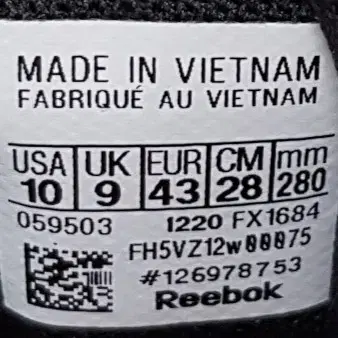 MADE IN VIETNAM
FABRIQUÉ AU VIETNAM
USA UK EUR CM mm
10 9 43 28 280
059503 1220 FX1684
FH5VZ12W00075
#126978753
Reebok